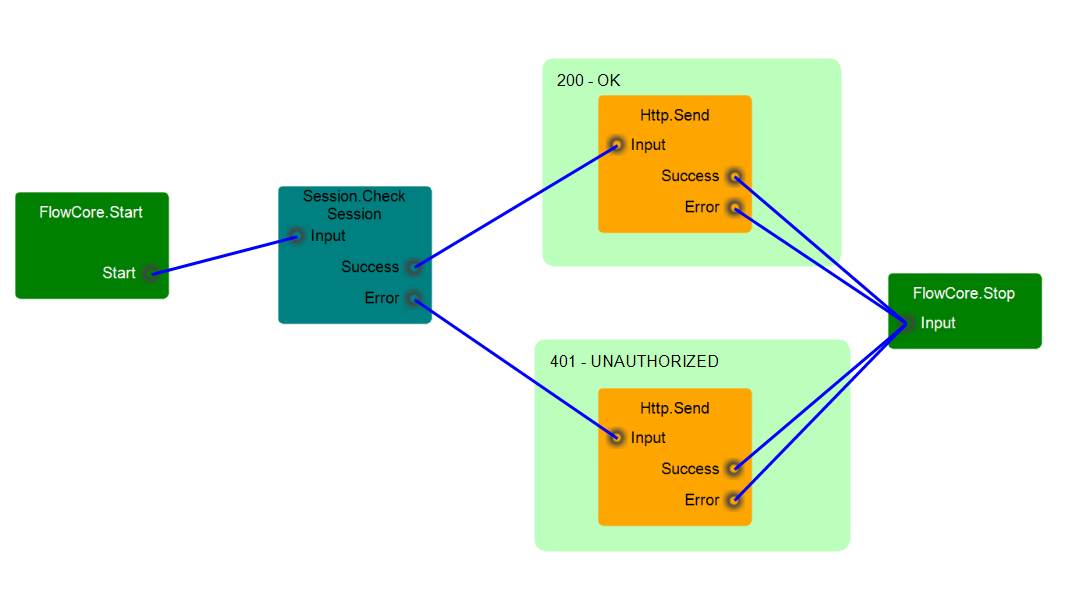 FlowCore.Start
Start
Session.Check
Session
Input
Success
Error
200 - OK
Http.Send
Input
Success
Error
401 - UNAUTHORIZED
Http.Send
Input
Success
Error
FlowCore.Stop
Input